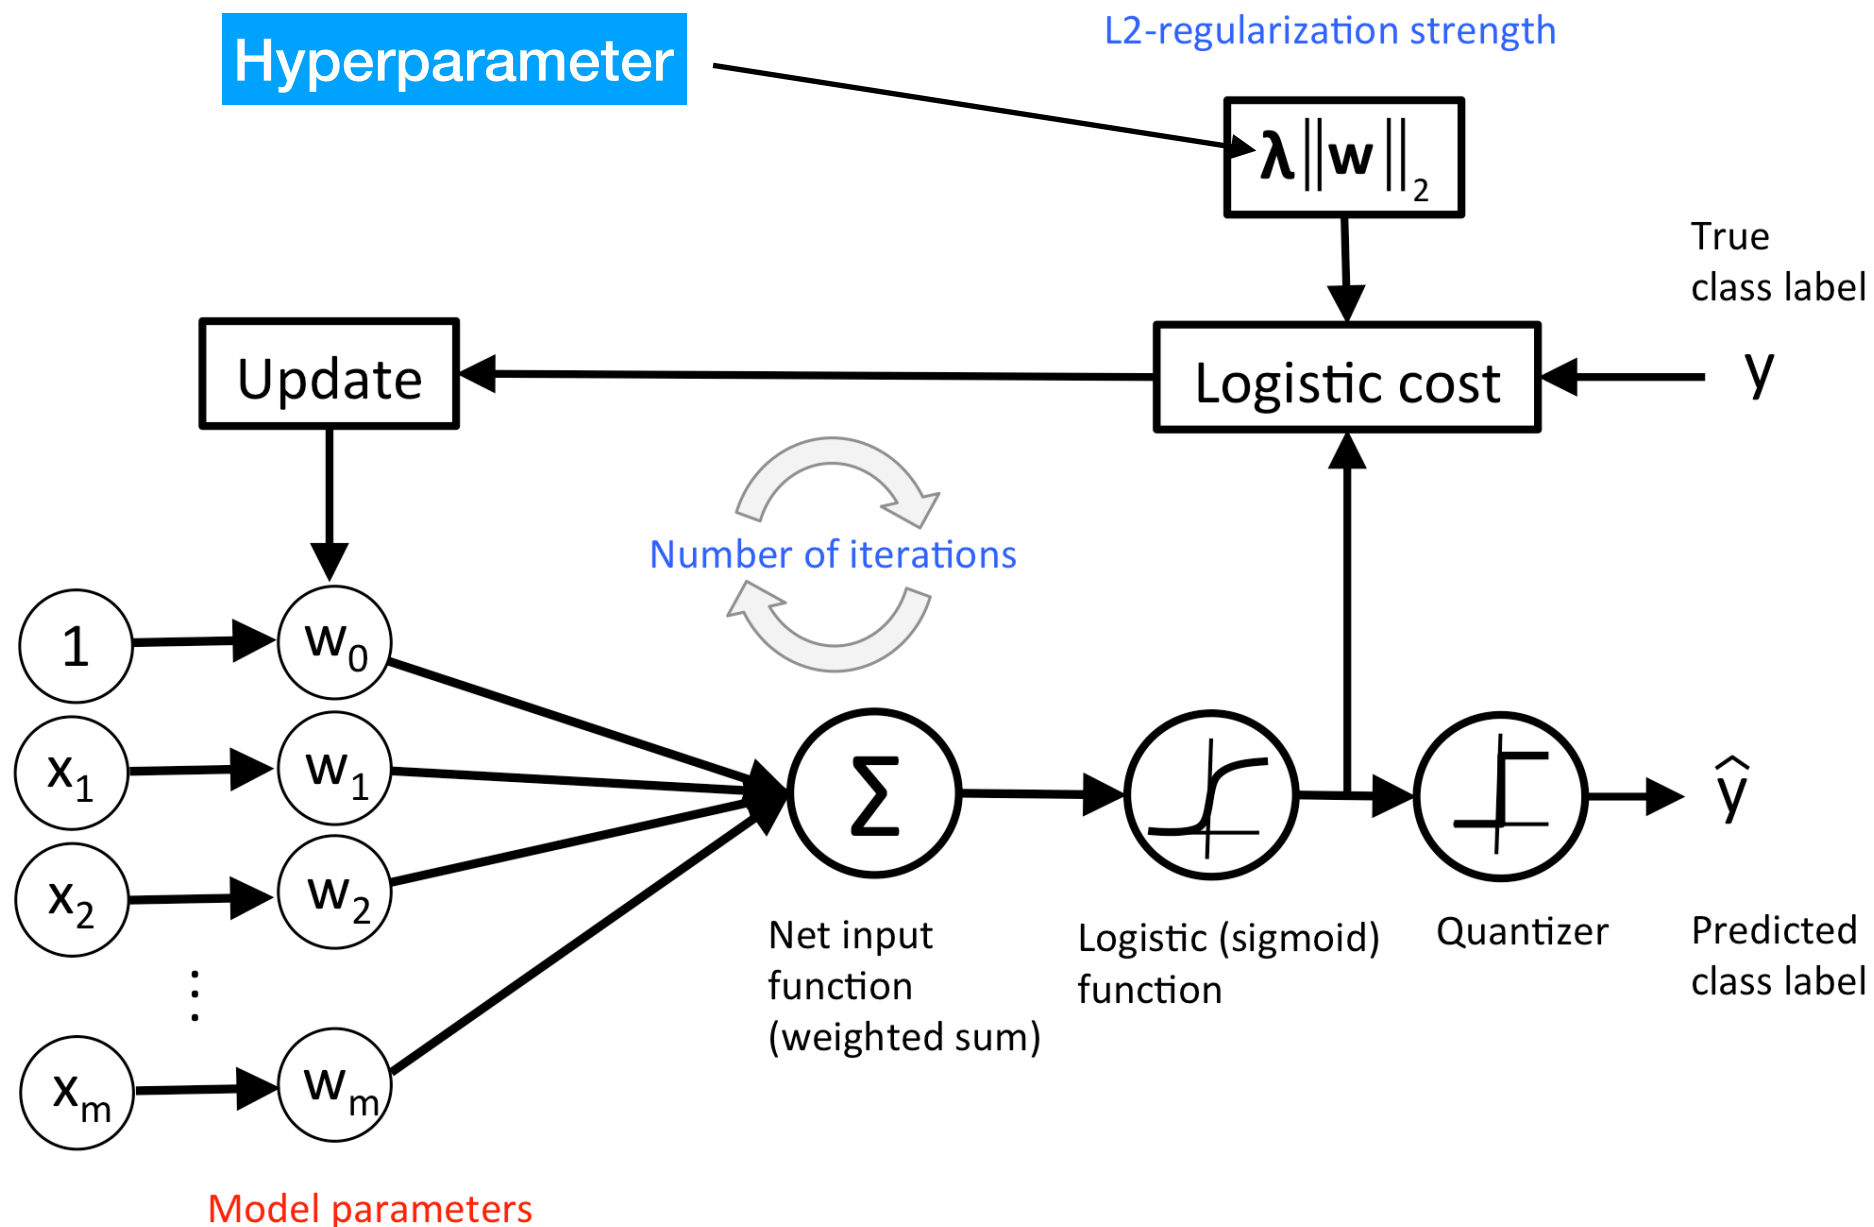 Hyperparameter
L2-regularization strength
λ||w||₂
True
class label
Update
Logistic cost
y
Number of iterations
1
w₀
x₁
w₁
x₂
w₂
⋮
xₘ
wₘ
Σ
ŷ
Net input
function
(weighted sum)
Logistic (sigmoid)
function
Quantizer
Predicted
class label
Model parameters